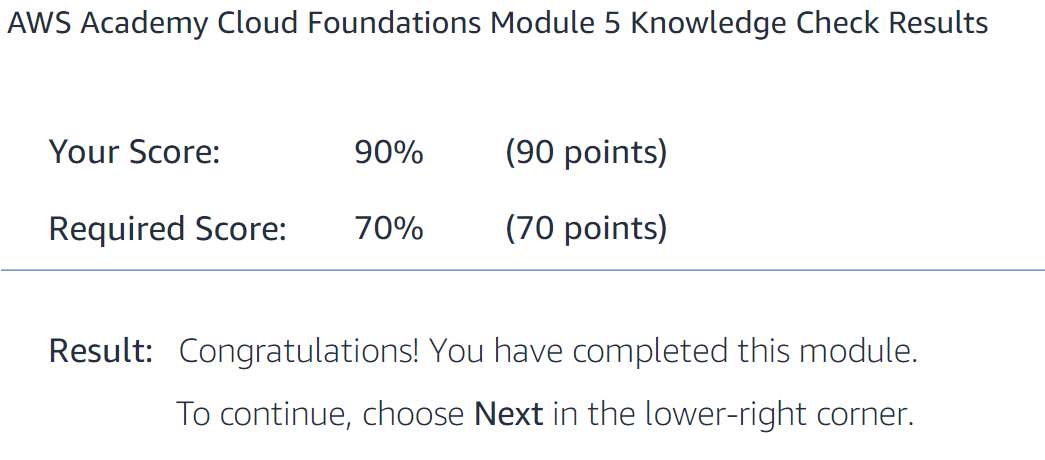 AWS Academy Cloud Foundations Module 5 Knowledge Check Results
Your Score: 90% (90 points)
Required Score: 70% (70 points)
Result: Congratulations! You have completed this module.
To continue, choose Next in the lower-right corner.